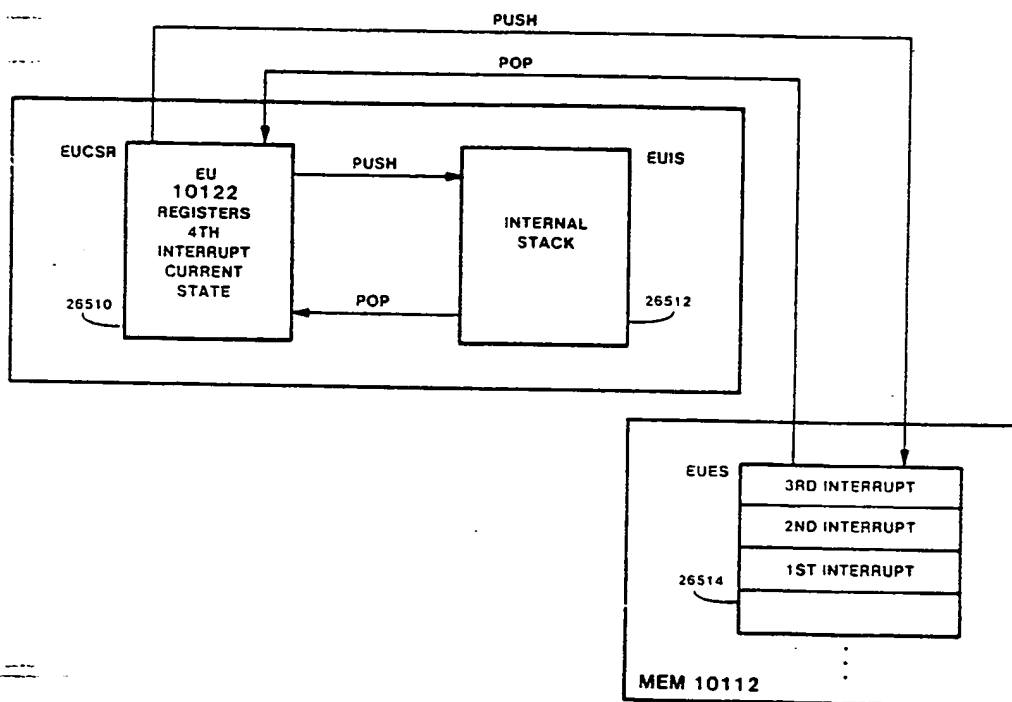 PUSH
POP
EUCSR
EU
10122
REGISTERS
4TH
INTERRUPT
CURRENT
STATE
26510
PUSH
POP
EUIS
INTERNAL
STACK
26512
EUES
3RD INTERRUPT
2ND INTERRUPT
1ST INTERRUPT
26514
MEM 10112